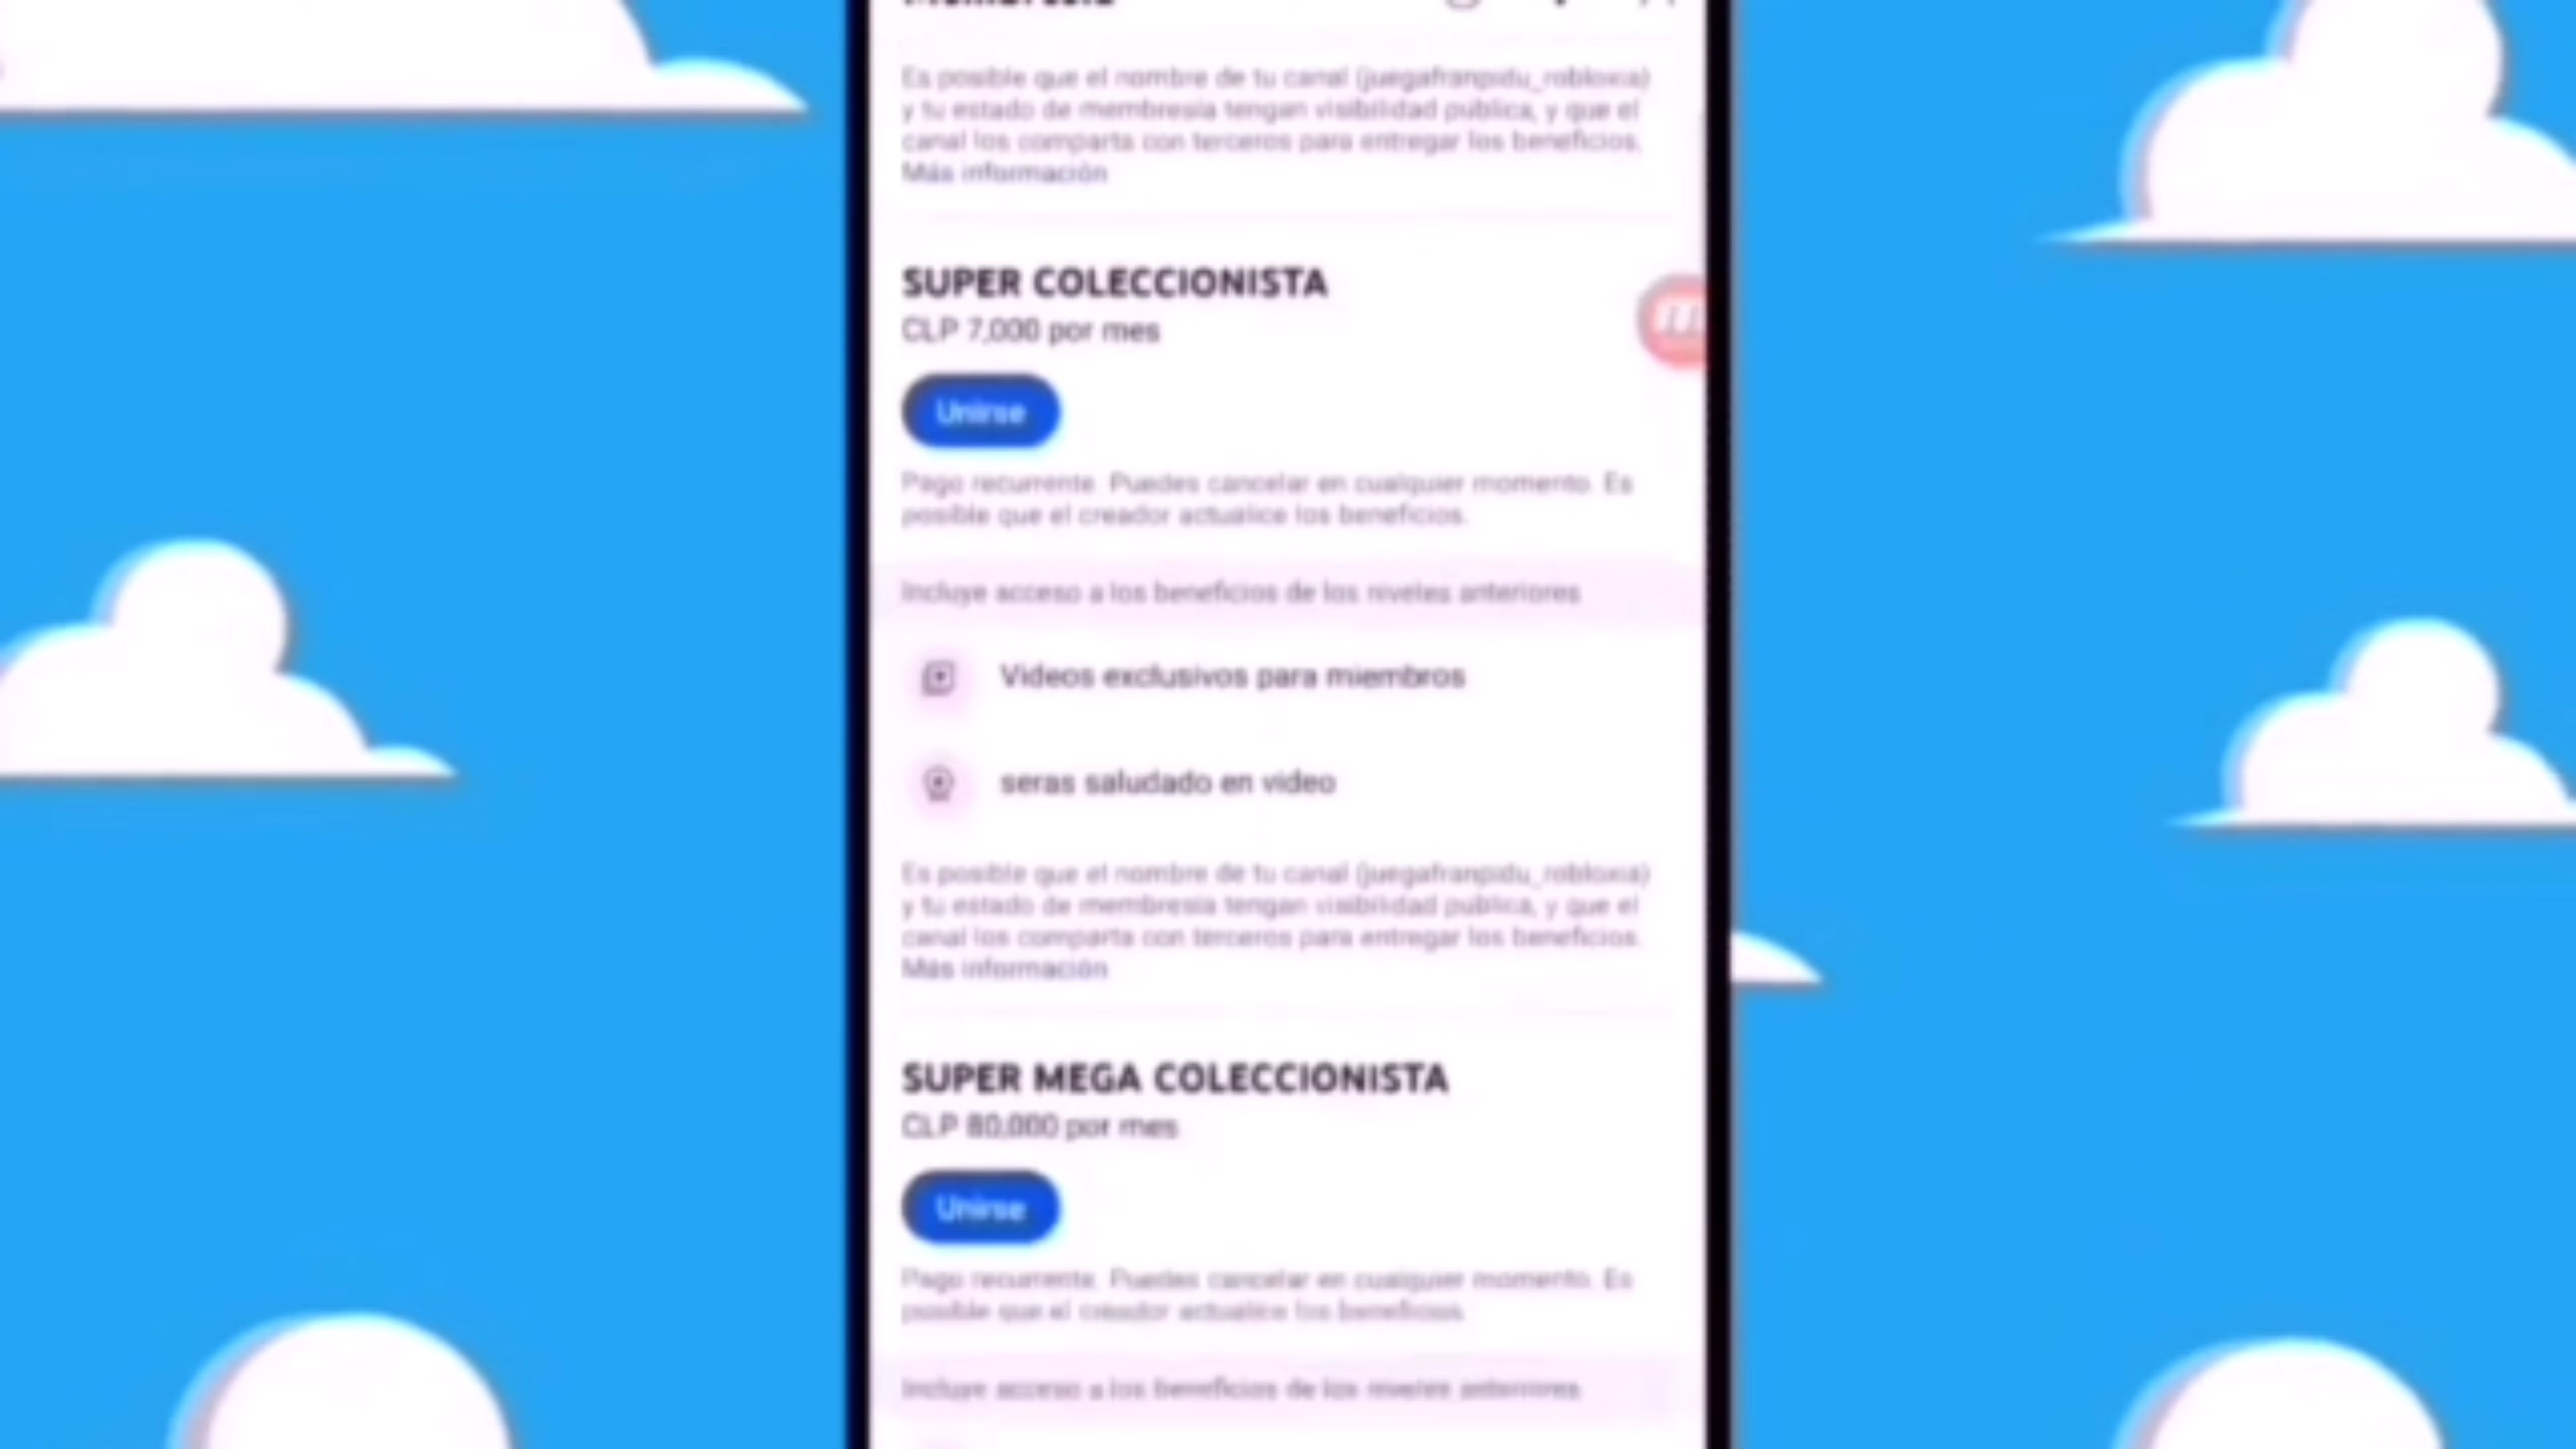 Es posible que el nombre de tu canal (juegafranpidu_robloxia)
y tu estado de membresía tengan visibilidad pública, y que el
canal los comparta con terceros para entregar los beneficios.
Más información
SUPER COLECCIONISTA
CLP 7,000 por mes
Unirse
Pago recurrente. Puedes cancelar en cualquier momento. Es
posible que el creador actualice los beneficios.
Incluye acceso a los beneficios de los niveles anteriores
Videos exclusivos para miembros
seras saludado en video
Es posible que el nombre de tu canal (juegafranpidu_robloxia)
y tu estado de membresía tengan visibilidad pública, y que el
canal los comparta con terceros para entregar los beneficios.
Más información
SUPER MEGA COLECCIONISTA
CLP 80,000 por mes
Unirse
Pago recurrente. Puedes cancelar en cualquier momento. Es
posible que el creador actualice los beneficios.
Incluye acceso a los beneficios de los niveles anteriores